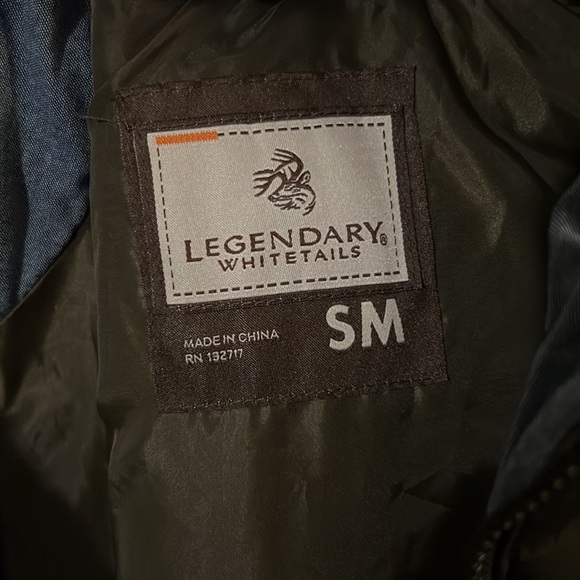 LEGENDARY®
WHITETAILS
SM
MADE IN CHINA
RN 132717